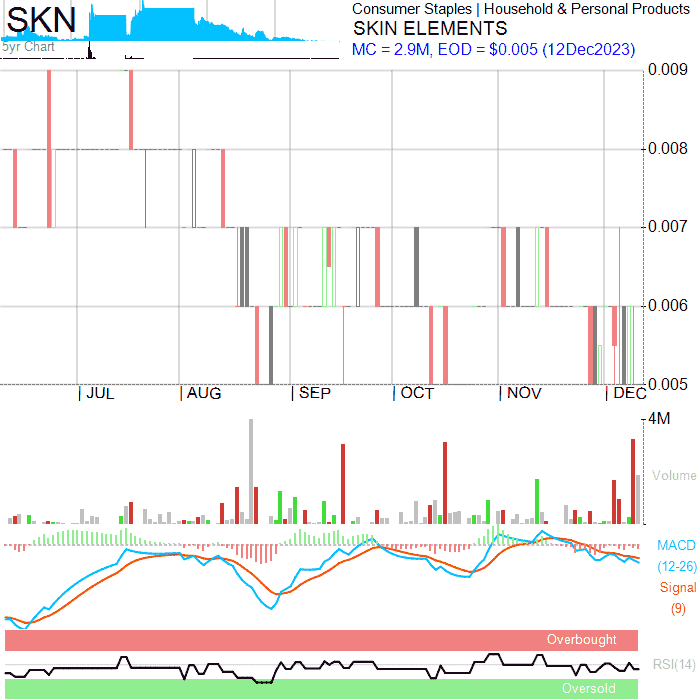 SKN
5yr Chart
Consumer Staples | Household & Personal Products
SKIN ELEMENTS
MC = 2.9M, EOD = $0.005 (12Dec2023)
0.009
0.008
0.007
0.006
0.005
JUL AUG SEP OCT NOV DEC
4M
Volume
MACD
(12-26)
Signal
(9)
Overbought
RSI(14)
Oversold